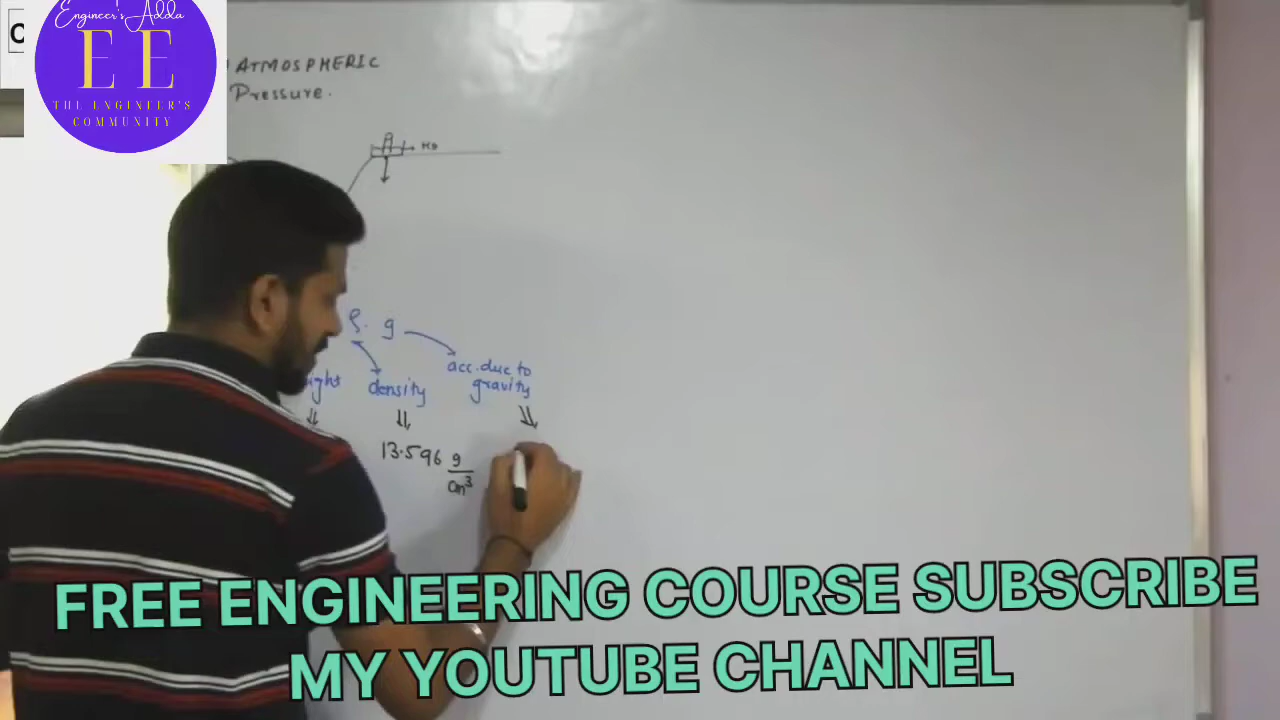 Engineer's Adda
EE
THE ENGINEER'S
COMMUNITY
ATMOSPHERIC
Pressure.
ρ. g
acc.due to
gravity
density
13.596 g
cm³
FREE ENGINEERING COURSE SUBSCRIBE
MY YOUTUBE CHANNEL